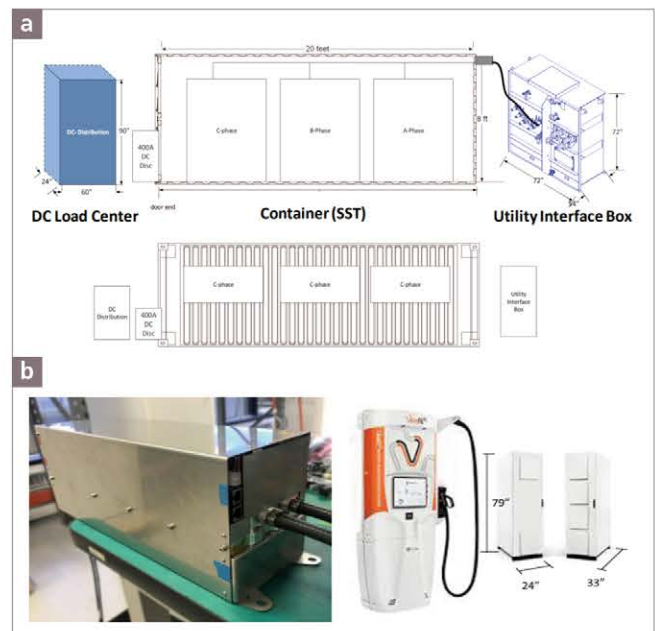 a
20 feet
DC-Distribution
90"
24"
60"
400A
DC
Disc
C-phase
B-Phase
A-Phase
8 ft
72"
72"
door end
DC Load Center
Container (SST)
Utility Interface Box
DC
Distribution
400A
DC
Disc
C-phase
C-phase
C-phase
Utility
Interface
Box
b
79"
24"
33"